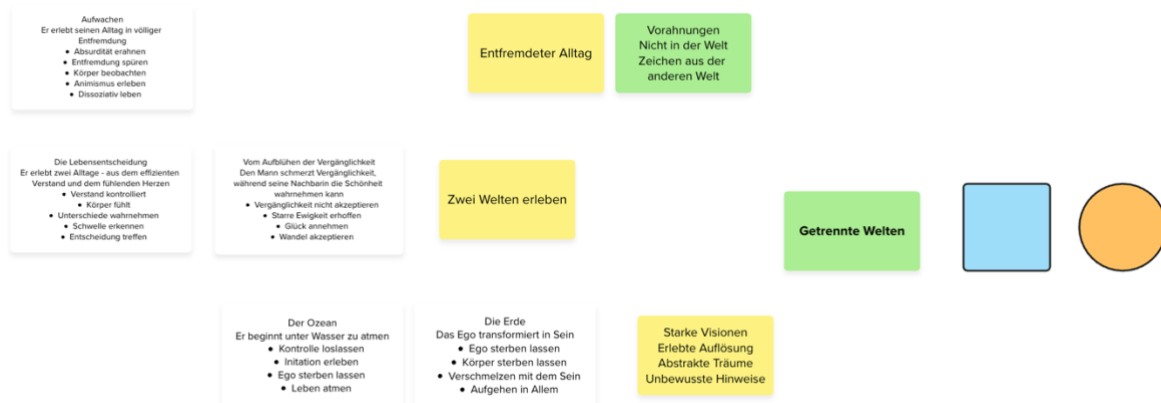 Aufwachen
Er erlebt seinen Alltag in völliger
Entfremdung
• Absurdität erahnen
• Entfremdung spüren
• Körper beobachten
• Animismus erleben
• Dissoziativ leben
Entfremdeter Alltag
Vorahnungen
Nicht in der Welt
Zeichen aus der
anderen Welt
Die Lebensentscheidung
Er erlebt zwei Alltage - aus dem effizienten
Verstand und dem fühlenden Herzen
• Verstand kontrolliert
• Körper fühlt
• Unterschiede wahrnehmen
• Schwelle erkennen
• Entscheidung treffen
Vom Aufblühen der Vergänglichkeit
Den Mann schmerzt Vergänglichkeit,
während seine Nachbarin die Schönheit
wahrnehmen kann
• Vergänglichkeit nicht akzeptieren
• Starre Ewigkeit erhoffen
• Glück annehmen
• Wandel akzeptieren
Zwei Welten erleben
Getrennte Welten
Der Ozean
Er beginnt unter Wasser zu atmen
• Kontrolle loslassen
• Initation erleben
• Ego sterben lassen
• Leben atmen
Die Erde
Das Ego transformiert in Sein
• Ego sterben lassen
• Körper sterben lassen
• Verschmelzen mit dem Sein
• Aufgehen in Allem
Starke Visionen
Erlebte Auflösung
Abstrakte Träume
Unbewusste Hinweise